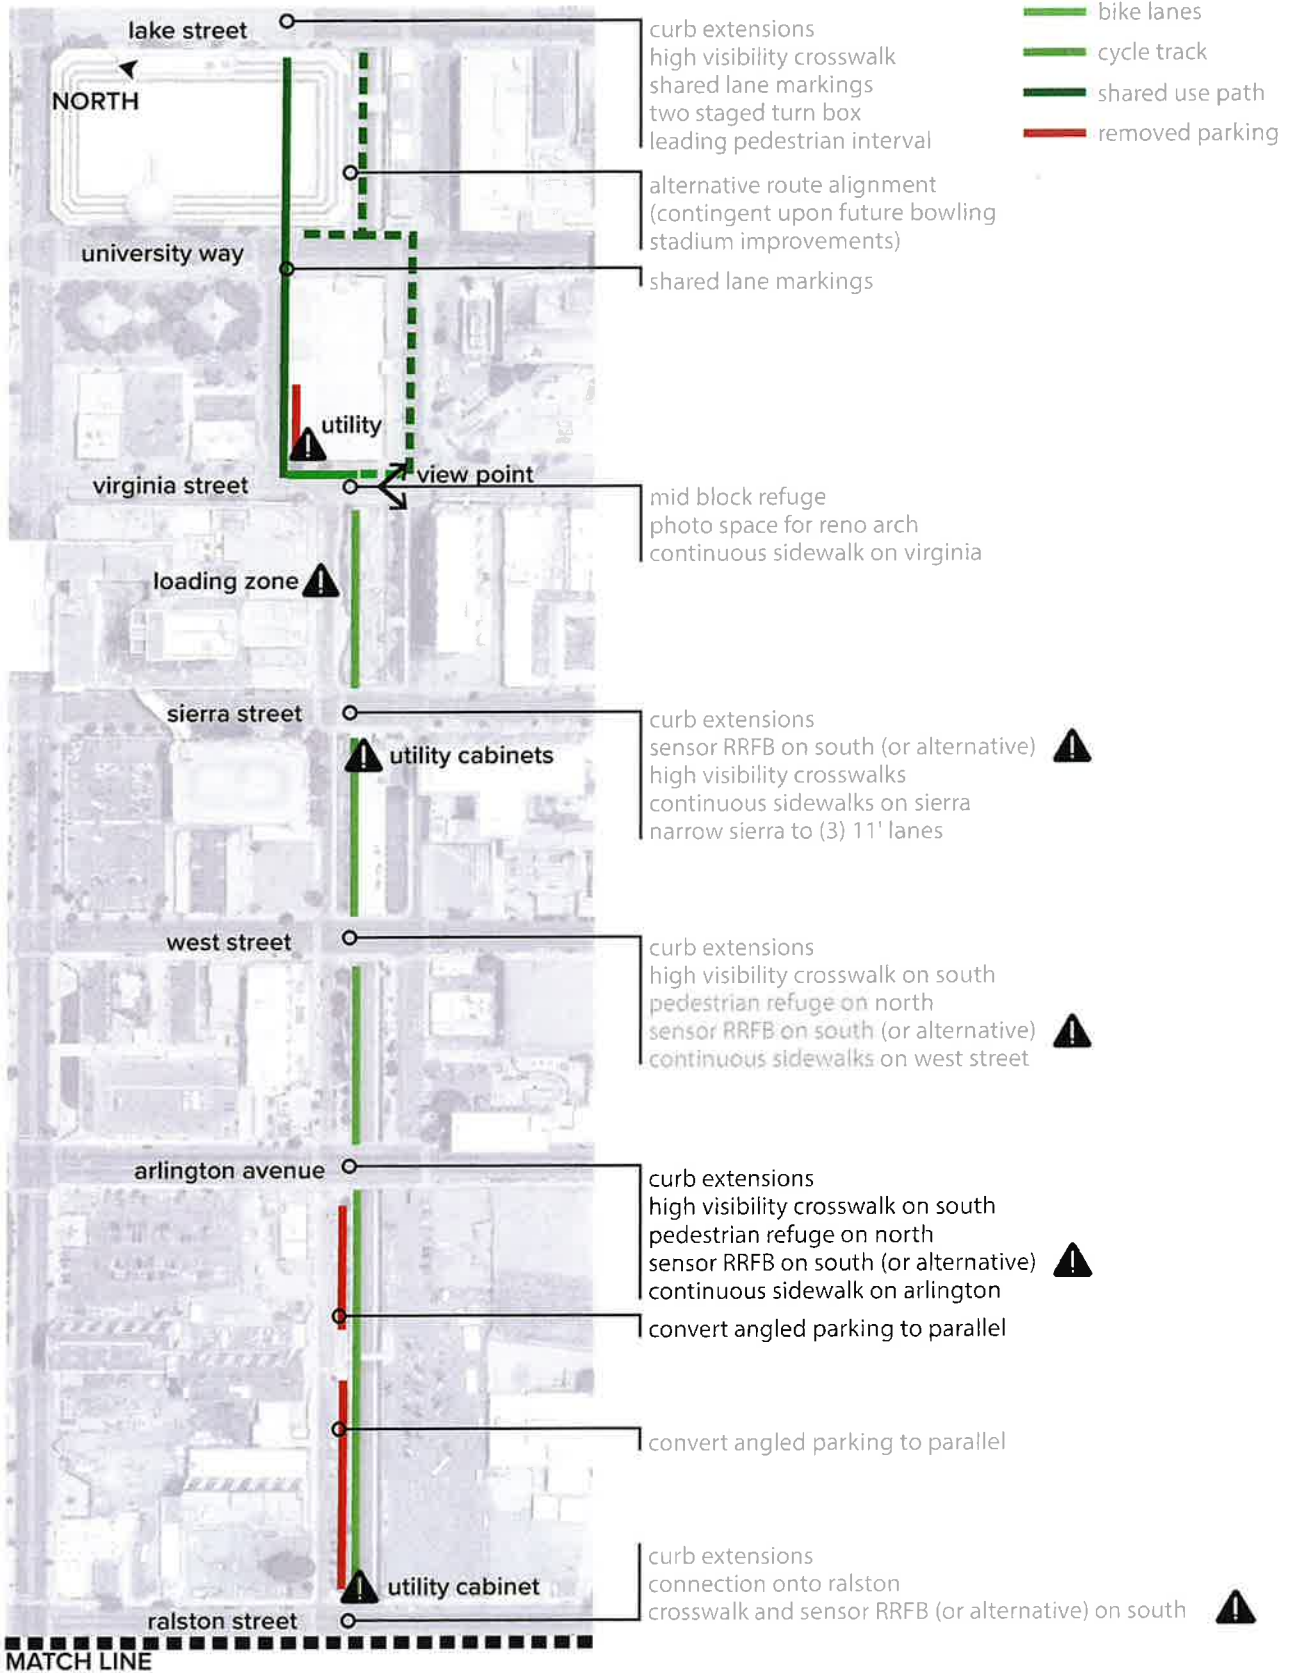 lake street
NORTH
curb extensions
high visibility crosswalk
shared lane markings
two staged turn box
leading pedestrian interval
bike lanes
cycle track
shared use path
removed parking
alternative route alignment
(contingent upon future bowling
stadium improvements)
university way
shared lane markings
utility
view point
virginia street
mid block refuge
photo space for reno arch
continuous sidewalk on virginia
loading zone
sierra street
curb extensions
sensor RRFB on south (or alternative)
high visibility crosswalks
continuous sidewalks on sierra
narrow sierra to (3) 11' lanes
utility cabinets
west street
curb extensions
high visibility crosswalk on south
pedestrian refuge on north
sensor RRFB on south (or alternative)
continuous sidewalks on west street
arlington avenue
curb extensions
high visibility crosswalk on south
pedestrian refuge on north
sensor RRFB on south (or alternative)
continuous sidewalk on arlington
convert angled parking to parallel
convert angled parking to parallel
utility cabinet
ralston street
curb extensions
connection onto ralston
crosswalk and sensor RRFB (or alternative) on south
MATCH LINE